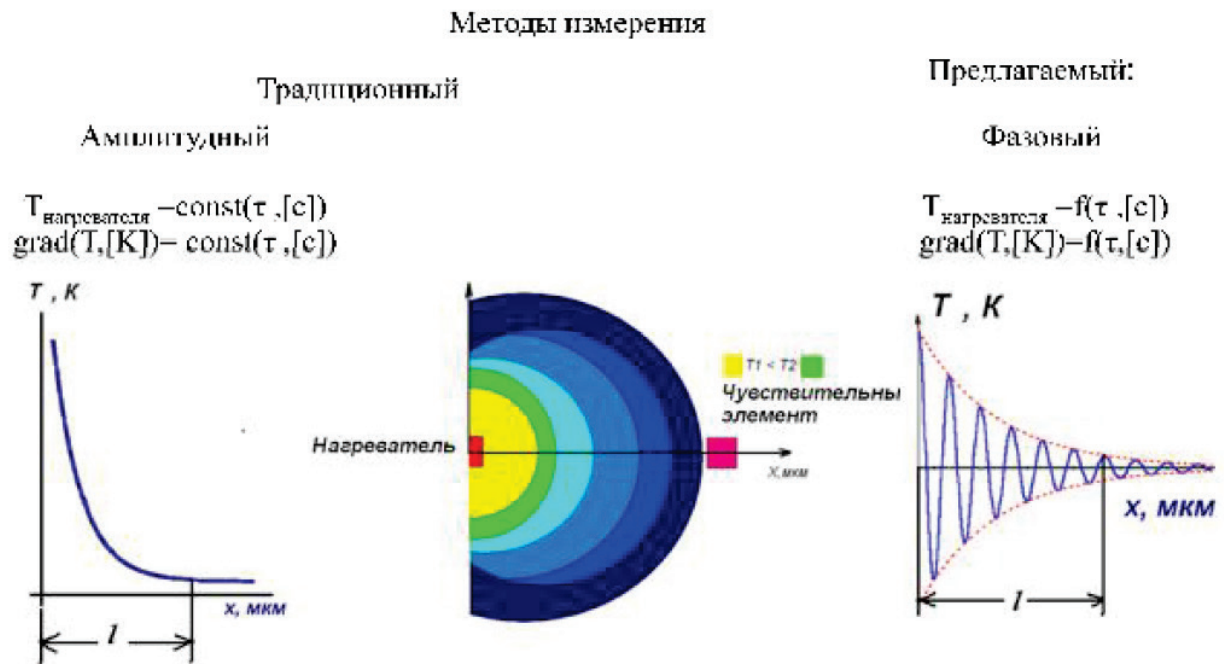 Методы измерения
Традиционный
Предлагаемый:
Амплитудный
Фазовый
Tнагревателя =const(τ ,[c])
grad(T,[K])= const(τ ,[c])
Tнагревателя =f(τ ,[c])
grad(T,[K])=f(τ,[c])
T , K
x, мкм
l
Нагреватель
T1 < T2
Чувствительны
элемент
X, мкм
T , K
x, мкм
l